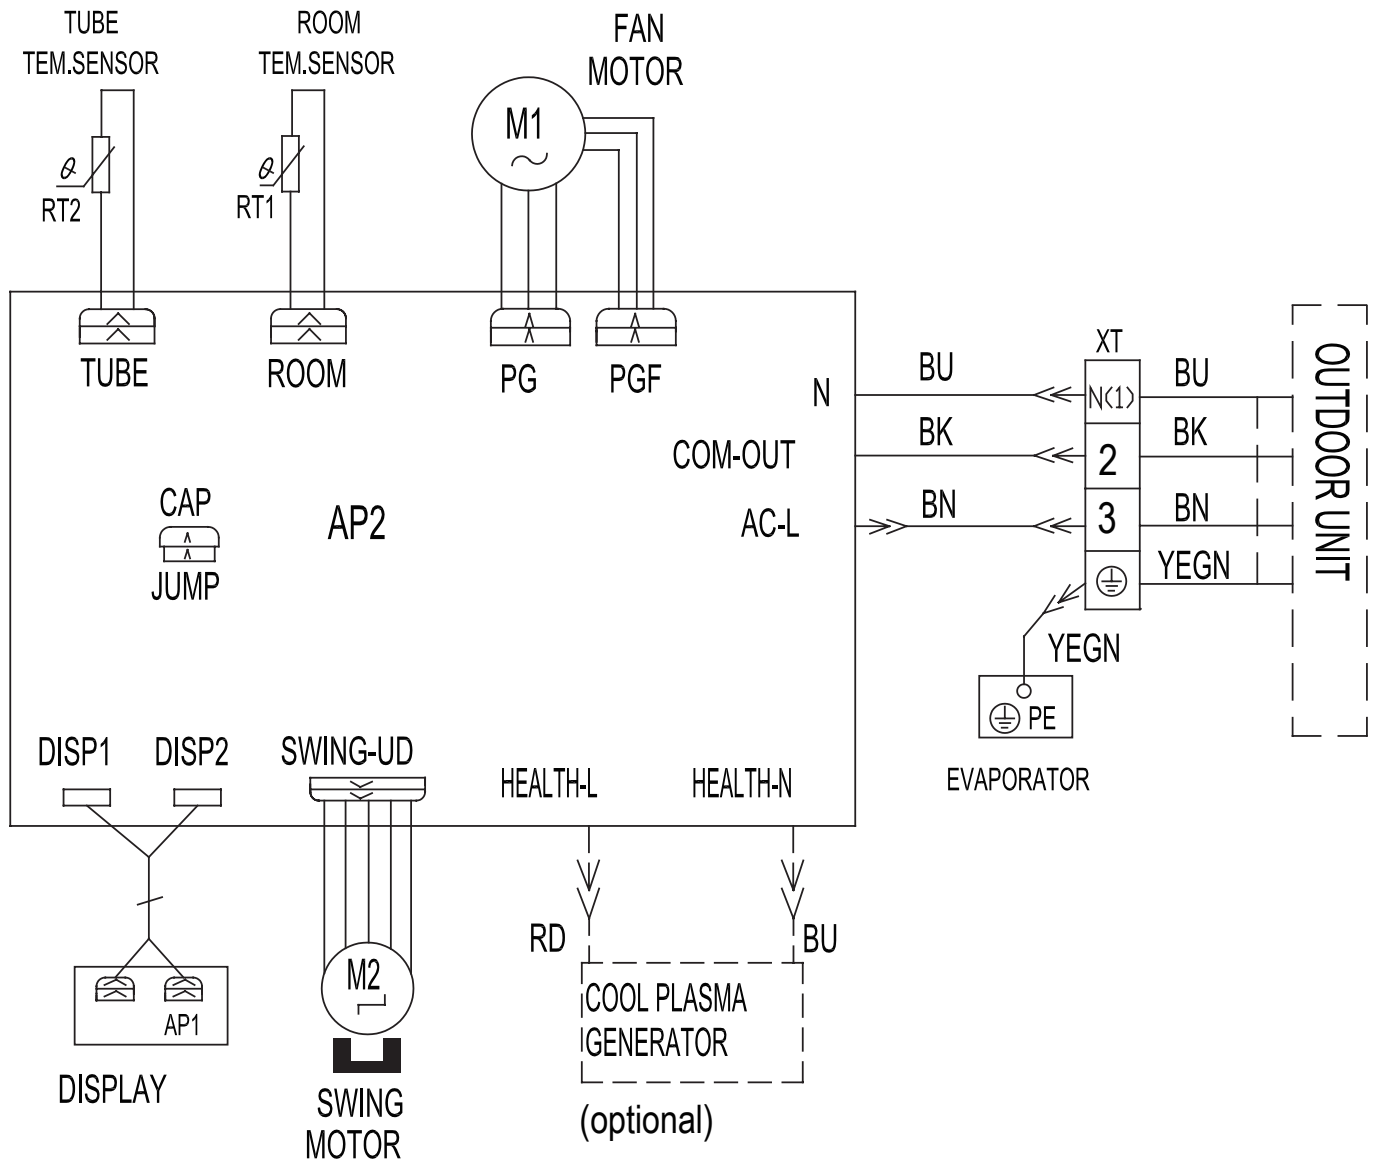 TUBE
TEM.SENSOR
ROOM
TEM.SENSOR
FAN
MOTOR
M1
θ
RT2
θ
RT1
TUBE
ROOM
PG
PGF
N
COM-OUT
AC-L
CAP
JUMP
AP2
BU
BK
BN
XT
N(1)
2
3
BU
BK
BN
YEGN
OUTDOOR UNIT
YEGN
PE
EVAPORATOR
DISP1
DISP2
SWING-UD
HEALTH-L
HEALTH-N
RD
BU
M2
AP1
DISPLAY
SWING
MOTOR
COOL PLASMA
GENERATOR
(optional)